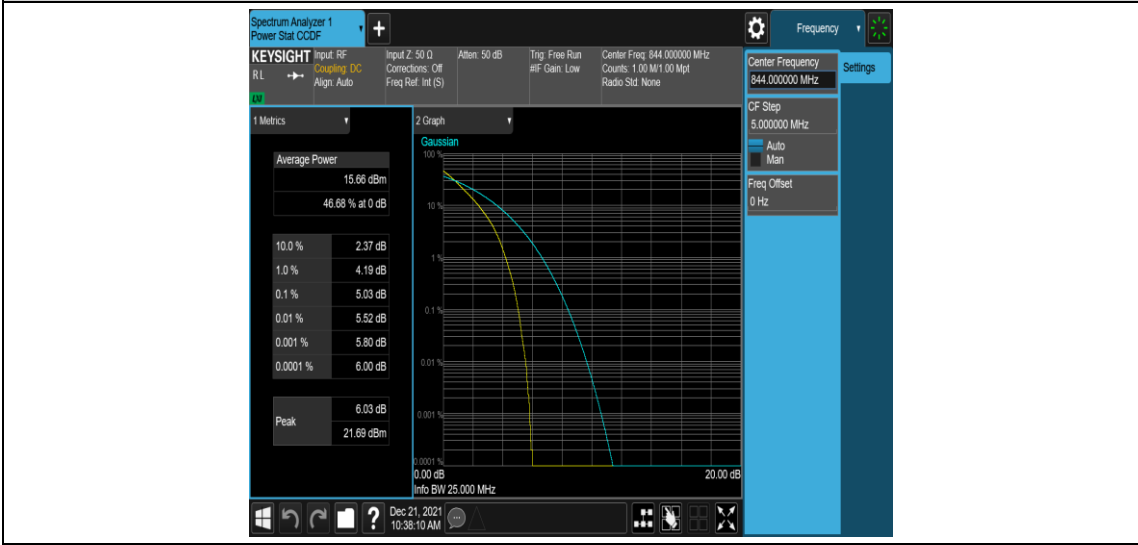 Spectrum Analyzer 1
Power Stat CCDF
+
Frequency
KEYSIGHT
RL
LXI
Input: RF
Coupling: DC
Align: Auto
Input Z: 50 Ω
Corrections: Off
Freq Ref: Int (S)
Atten: 50 dB
Trig: Free Run
#IF Gain: Low
Center Freq: 844.000000 MHz
Counts: 1.00 M/1.00 Mpt
Radio Std: None
Center Frequency
844.000000 MHz
Settings
CF Step
5.000000 MHz
Auto
Man
Freq Offset
0 Hz
1 Metrics
Average Power
15.66 dBm
46.68 % at 0 dB
10.0 % 2.37 dB
1.0 % 4.19 dB
0.1 % 5.03 dB
0.01 % 5.52 dB
0.001 % 5.80 dB
0.0001 % 6.00 dB
Peak 6.03 dB
21.69 dBm
2 Graph
Gaussian
100 %
10 %
1 %
0.1 %
0.01 %
0.001 %
0.0001 %
0.00 dB 20.00 dB
Info BW 25.000 MHz
?
Dec 21, 2021
10:38:10 AM